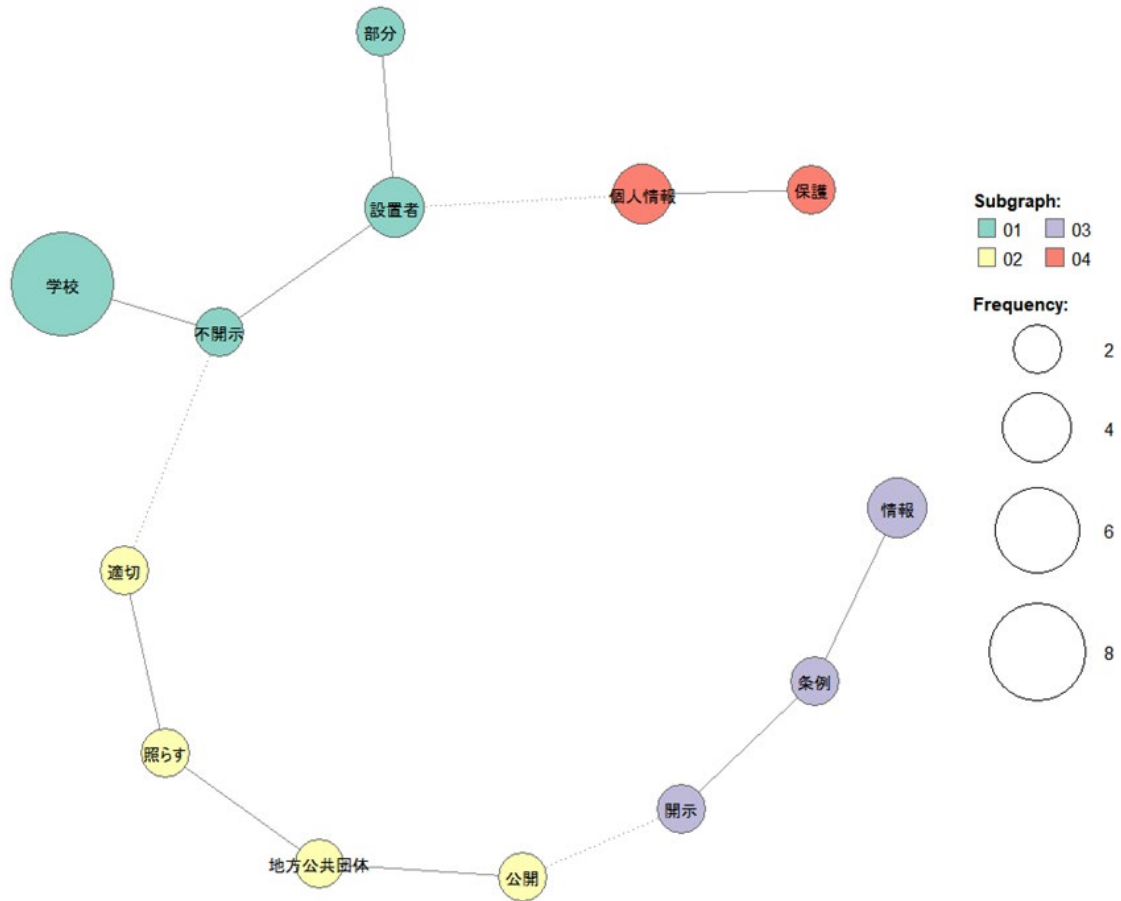 部分
設置者
個人情報
保護
学校
不開示
適切
照らす
地方公共団体
公開
開示
条例
情報
Subgraph:
01 03
02 04
Frequency:
2
4
6
8